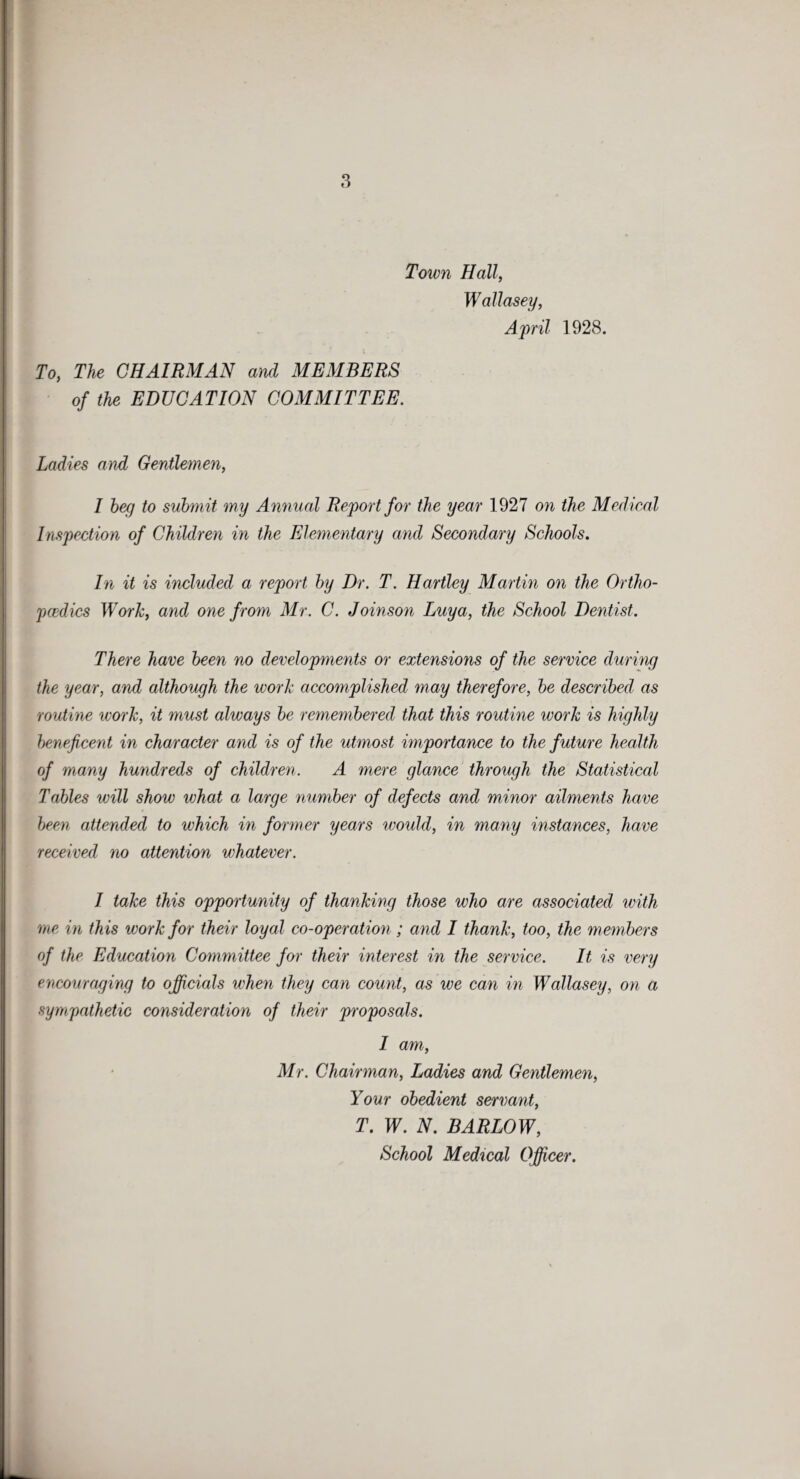 3
Town Hall,
Wallasey,
April 1928.
To, The CHAIRMAN and MEMBERS
of the EDUCATION COMMITTEE.
Ladies and Gentlemen,
I beg to submit my Annual Report for the year 1927 on the Medical
Inspection of Children in the Elementary and Secondary Schools.
In it is included a report by Dr. T. Hartley Martin on the Ortho-
pædics Work, and one from Mr. C. Joinson Luya, the School Dentist.
There have been no developments or extensions of the service during
the year, and although the work accomplished may therefore, be described as
routine work, it must always be remembered that this routine work is highly
beneficent in character and is of the utmost importance to the future health
of many hundreds of children. A mere glance through the Statistical
Tables will show what a large number of defects and minor ailments have
been attended to which in former years would, in many instances, have
received no attention whatever.
I take this opportunity of thanking those who are associated with
me in this work for their loyal co-operation ; and I thank, too, the members
of the Education Committee for their interest in the service. It is very
encouraging to officials when they can count, as we can in Wallasey, on a
sympathetic consideration of their proposals.
I am,
Mr. Chairman, Ladies and Gentlemen,
Your obedient servant,
T. W. N. BARLOW,
School Medical Officer.